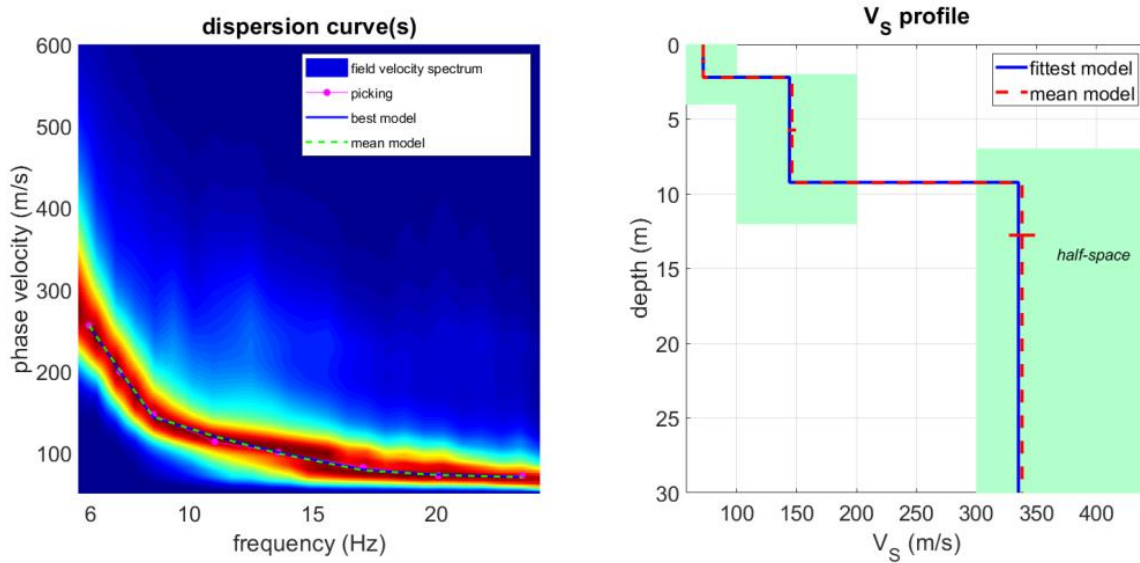 dispersion curve(s)
600
500
400
300
200
100
phase velocity (m/s)
field velocity spectrum
picking
best model
mean model
6 10 15 20
frequency (Hz)
V_S profile
0
5
10
15
20
25
30
depth (m)
fittest model
mean model
half-space
100 150 200 250 300 350 400
V_S (m/s)